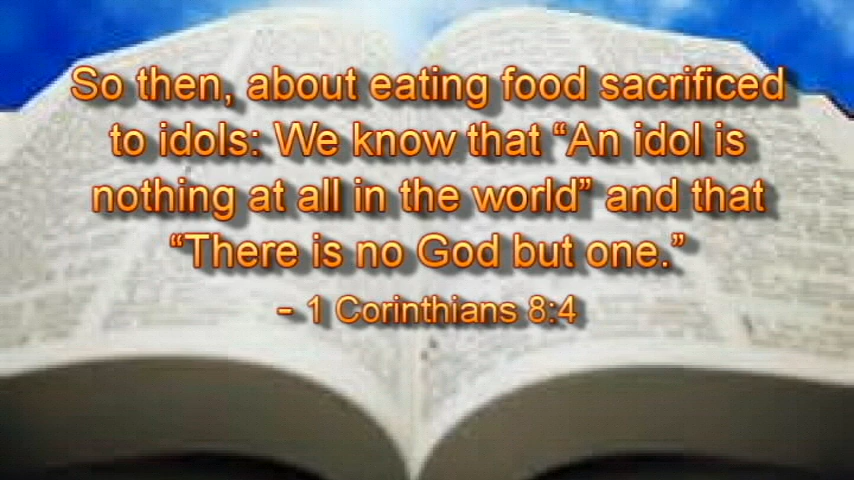 So then, about eating food sacrificed
to idols: We know that “An idol is
nothing at all in the world” and that
“There is no God but one.”
- 1 Corinthians 8:4